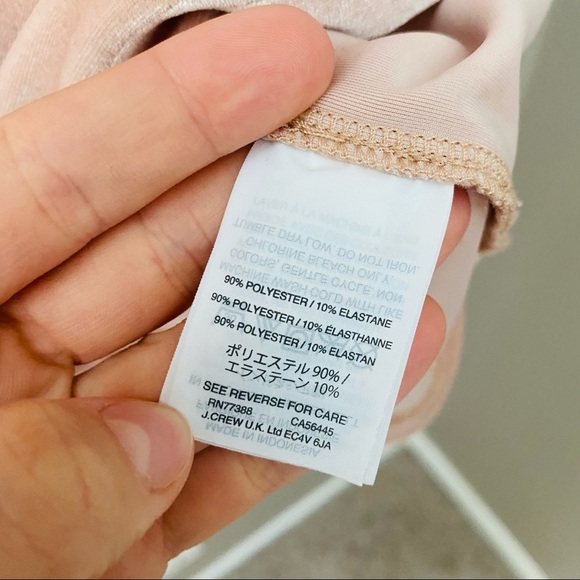 90% POLYESTER / 10% ELASTANE
90% POLYESTER / 10% ÉLASTHANNE
90% POLYESTER / 10% ELASTAN
ポリエステル 90% /
エラステーン 10%
SEE REVERSE FOR CARE
RN77388 CA56445
J.CREW U.K. Ltd EC4V 6JA